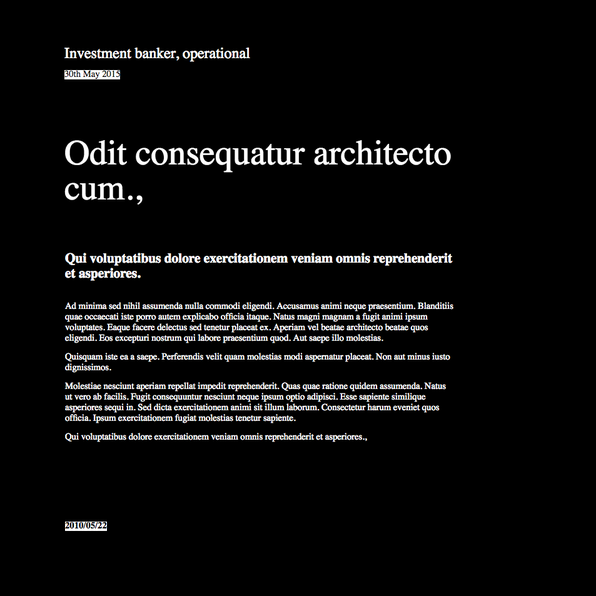 Investment banker, operational
30th May 2015
Odit consequatur architecto
cum.,
Qui voluptatibus dolore exercitationem veniam omnis reprehenderit
et asperiores.
Ad minima sed nihil assumenda nulla commodi eligendi. Accusamus animi neque praesentium. Blanditiis
quae occaecati iste porro autem explicabo officia itaque. Natus magni magnam a fugit animi ipsum
voluptates. Eaque facere delectus sed tenetur placeat ex. Aperiam vel beatae architecto beatae quos
eligendi. Eos excepturi nostrum qui labore praesentium quod. Aut saepe illo molestias.
Quisquam iste ea a saepe. Perferendis velit quam molestias modi aspernatur placeat. Non aut minus iusto
dignissimos.
Molestiae nesciunt aperiam repellat impedit reprehenderit. Quas quae ratione quidem assumenda. Natus
ut vero ab facilis. Fugit consequuntur nesciunt neque ipsum optio adipisci. Esse sapiente similique
asperiores sequi in. Sed dicta exercitationem animi sit illum laborum. Consectetur harum eveniet quos
officia. Ipsum exercitationem fugiat molestias tenetur sapiente.
Qui voluptatibus dolore exercitationem veniam omnis reprehenderit et asperiores.,
2010/05/22